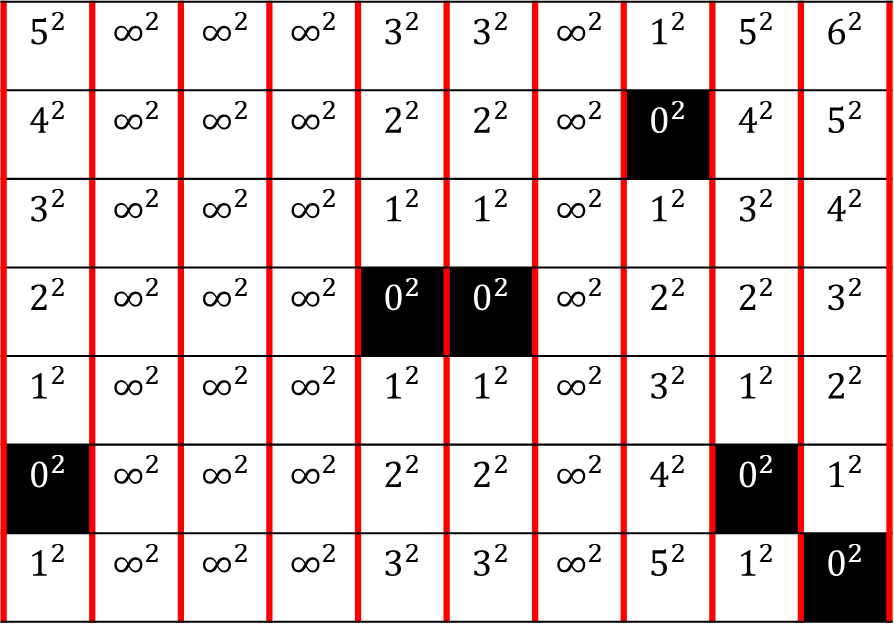 5² ∞² ∞² ∞² 3² 3² ∞² 1² 5² 6²
4² ∞² ∞² ∞² 2² 2² ∞² 0² 4² 5²
3² ∞² ∞² ∞² 1² 1² ∞² 1² 3² 4²
2² ∞² ∞² ∞² 0² 0² ∞² 2² 2² 3²
1² ∞² ∞² ∞² 1² 1² ∞² 3² 1² 2²
0² ∞² ∞² ∞² 2² 2² ∞² 4² 0² 1²
1² ∞² ∞² ∞² 3² 3² ∞² 5² 1² 0²